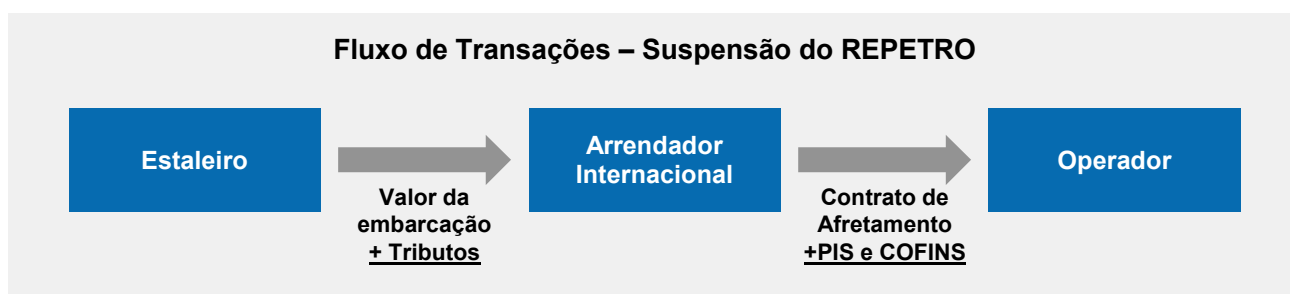 Fluxo de Transações – Suspensão do REPETRO
Estaleiro
Valor da
embarcação
+ Tributos
Arrendador
Internacional
Contrato de
Afretamento
+PIS e COFINS
Operador